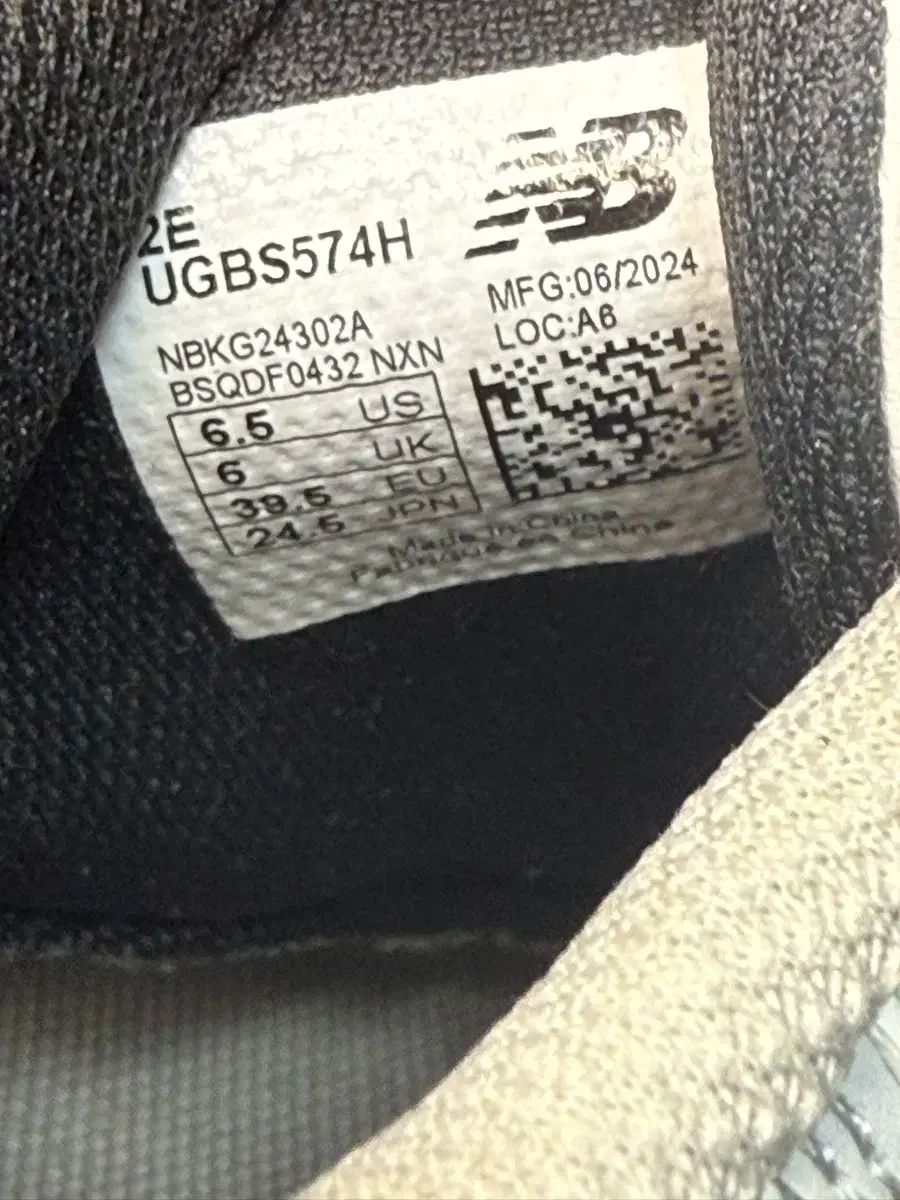 NB
2E
UGBS574H
MFG:06/2024
LOC:A6
NBKG24302A
BSQDF0432 NXN
6.5 US
6 UK
39.5 EU
24.5 JPN
Made in China
Fabriqué en Chine